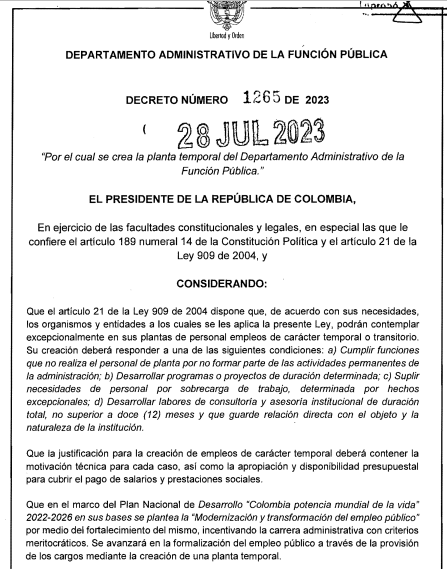 Libertad y Orden
DEPARTAMENTO ADMINISTRATIVO DE LA FUNCIÓN PÚBLICA
DECRETO NÚMERO 1265 DE 2023
( 28 JUL 2023
"Por el cual se crea la planta temporal del Departamento Administrativo de la
Función Pública."
EL PRESIDENTE DE LA REPÚBLICA DE COLOMBIA,
En ejercicio de las facultades constitucionales y legales, en especial las que le
confiere el artículo 189 numeral 14 de la Constitución Política y el artículo 21 de la
Ley 909 de 2004, y
CONSIDERANDO:
Que el artículo 21 de la Ley 909 de 2004 dispone que, de acuerdo con sus necesidades,
los organismos y entidades a los cuales se les aplica la presente Ley, podrán contemplar
excepcionalmente en sus plantas de personal empleos de carácter temporal o transitorio.
Su creación deberá responder a una de las siguientes condiciones: a) Cumplir funciones
que no realiza el personal de planta por no formar parte de las actividades permanentes de
la administración; b) Desarrollar programas o proyectos de duración determinada; c) Suplir
necesidades de personal por sobrecarga de trabajo, determinada por hechos
excepcionales; d) Desarrollar labores de consultoría y asesoría institucional de duración
total, no superior a doce (12) meses y que guarde relación directa con el objeto y la
naturaleza de la institución.
Que la justificación para la creación de empleos de carácter temporal deberá contener la
motivación técnica para cada caso, así como la apropiación y disponibilidad presupuestal
para cubrir el pago de salarios y prestaciones sociales.
Que en el marco del Plan Nacional de Desarrollo "Colombia potencia mundial de la vida"
2022-2026 en sus bases se plantea la "Modernización y transformación del empleo público"
por medio del fortalecimiento del mismo, incentivando la carrera administrativa con criterios
meritocráticos. Se avanzará en la formalización del empleo público a través de la provisión
de los cargos mediante la creación de una planta temporal.